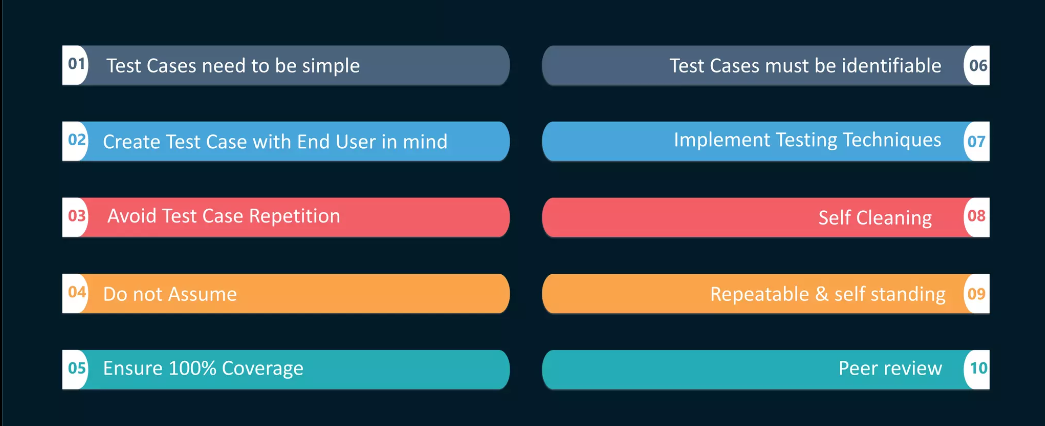 01 Test Cases need to be simple
02 Create Test Case with End User in mind
03 Avoid Test Case Repetition
04 Do not Assume
05 Ensure 100% Coverage
Test Cases must be identifiable 06
Implement Testing Techniques 07
Self Cleaning 08
Repeatable & self standing 09
Peer review 10